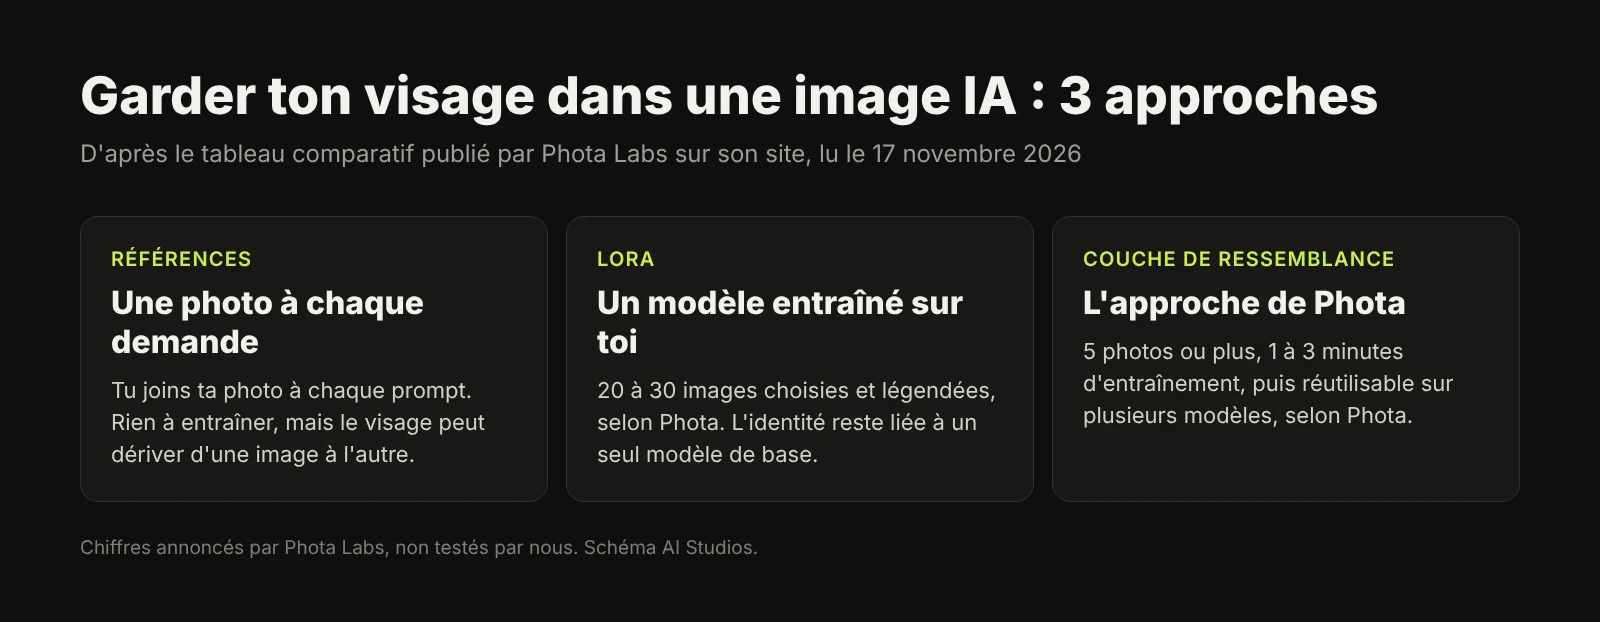 Garder ton visage dans une image IA : 3 approches
D'après le tableau comparatif publié par Phota Labs sur son site, lu le 17 novembre 2026
RÉFÉRENCES
Une photo à chaque
demande
Tu joins ta photo à chaque prompt.
Rien à entraîner, mais le visage peut
dériver d'une image à l'autre.
LORA
Un modèle entraîné sur
toi
20 à 30 images choisies et légendées,
selon Phota. L'identité reste liée à un
seul modèle de base.
COUCHE DE RESSEMBLANCE
L'approche de Phota
5 photos ou plus, 1 à 3 minutes
d'entraînement, puis réutilisable sur
plusieurs modèles, selon Phota.
Chiffres annoncés par Phota Labs, non testés par nous. Schéma AI Studios.